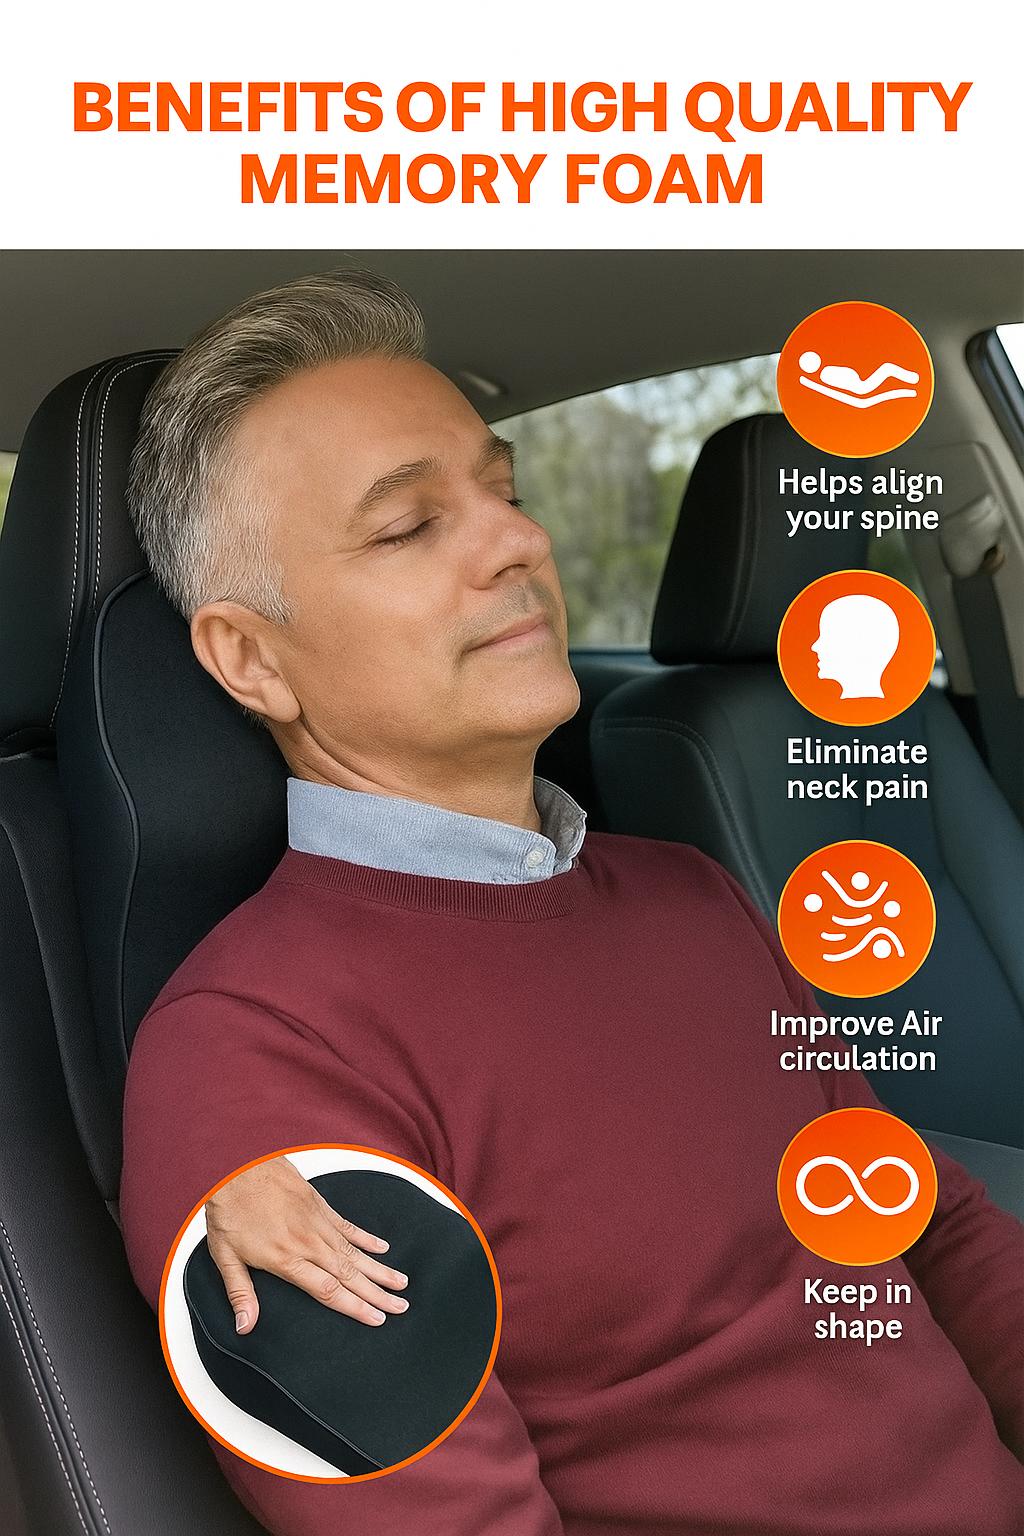 BENEFITS OF HIGH QUALITY
MEMORY FOAM
Helps align
your spine
Eliminate
neck pain
Improve Air
circulation
Keep in
shape